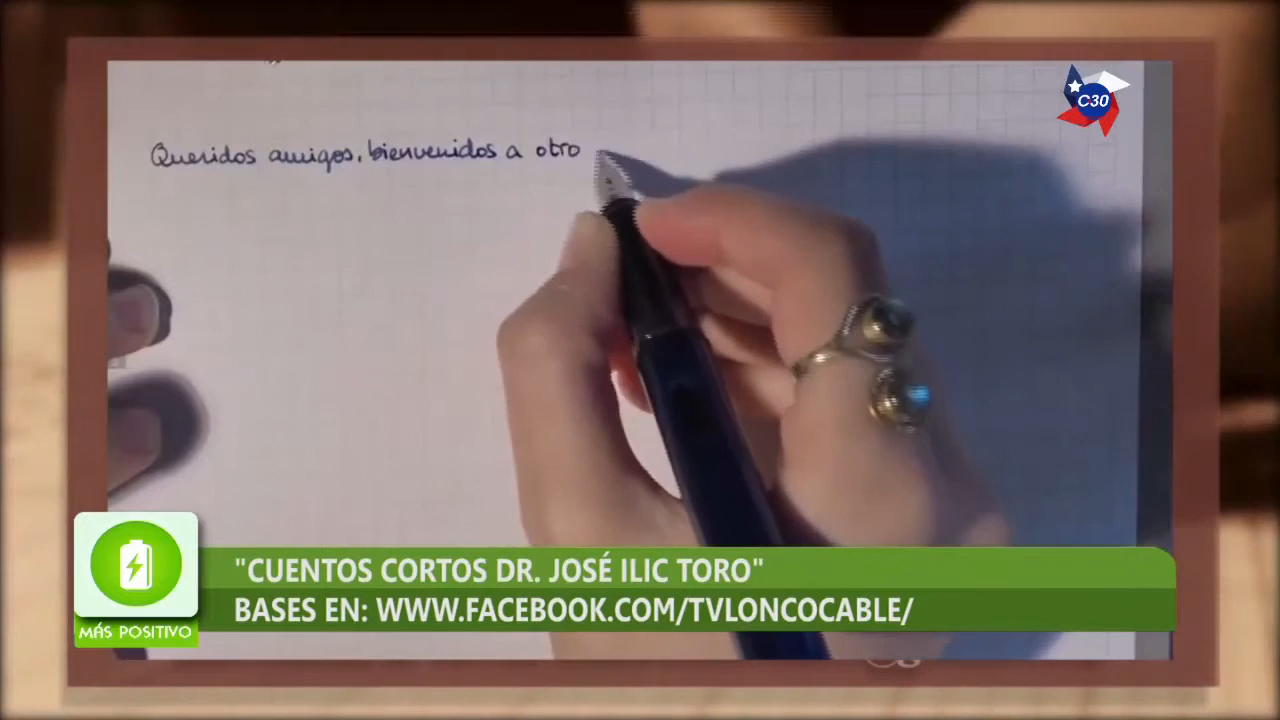 C30
Queridos amigos, bienvenidos a otro
"CUENTOS CORTOS DR. JOSÉ ILIC TORO"
BASES EN: WWW.FACEBOOK.COM/TVLONCOCABLE/
MÁS POSITIVO